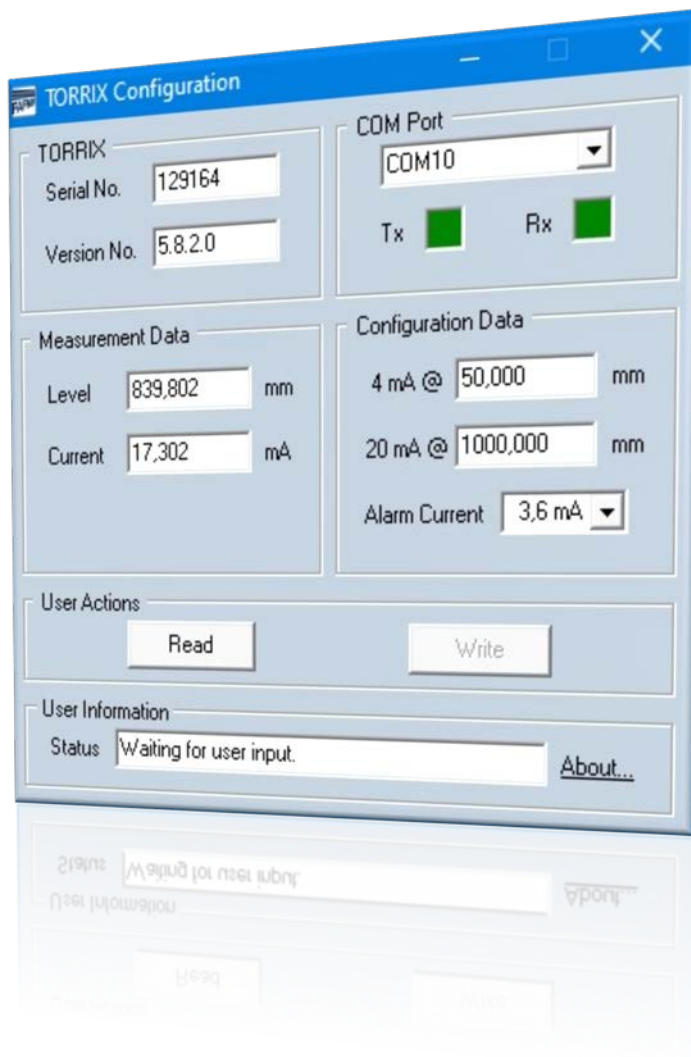 TORRIX Configuration
TORRIX
Serial No. 129164
Version No. 5.8.2.0
COM Port
COM10
Tx Rx
Measurement Data
Level 839,802 mm
Current 17,302 mA
Configuration Data
4 mA @ 50,000 mm
20 mA @ 1000,000 mm
Alarm Current 3,6 mA
User Actions
Read Write
User Information
Status Waiting for user input. About...